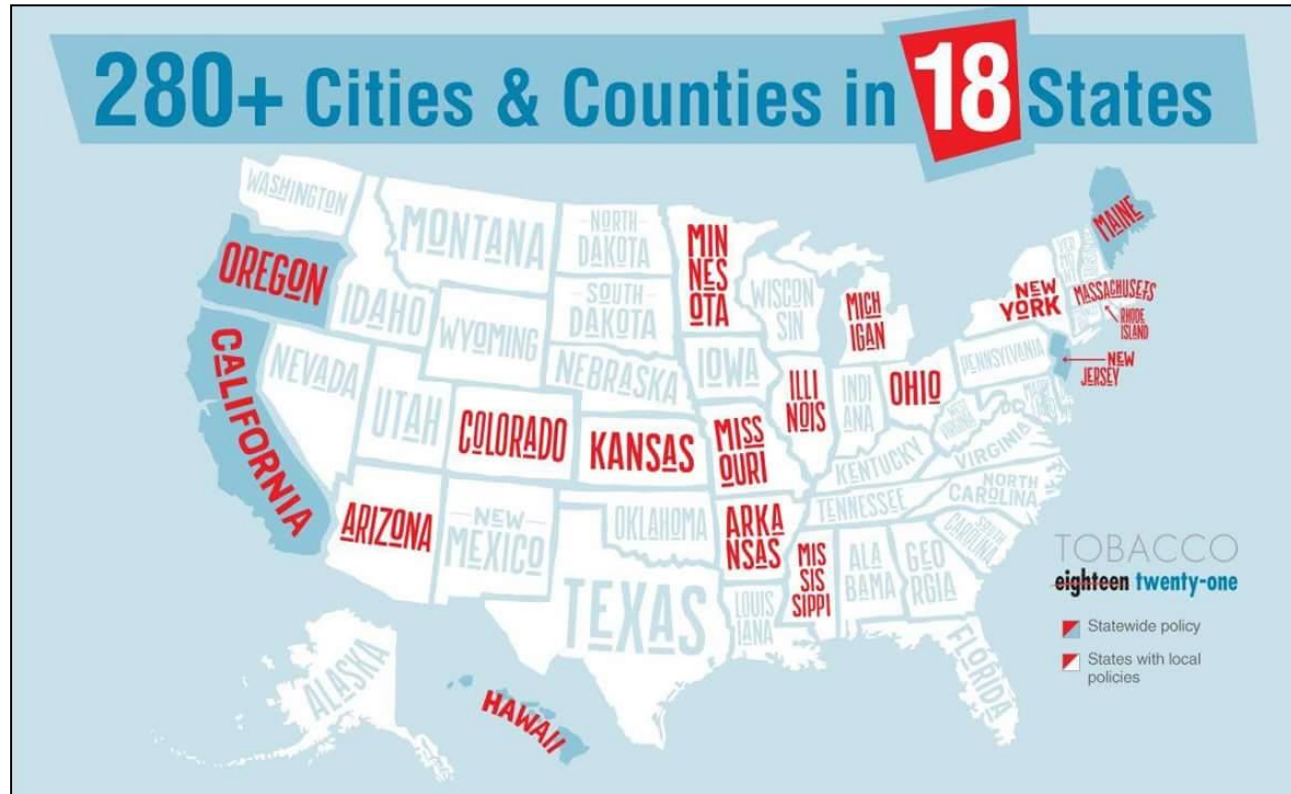 280+ Cities & Counties in 18 States
WASHINGTON
MONTANA
NORTH
DAKOTA
MIN
NES
OTA
MAINE
OREGON
IDAHO
WYOMING
SOUTH
DAKOTA
WISCON
SIN
MICH
IGAN
NEW
YORK
MASSACHUSETS
RHODE
ISLAND
CALIFORNIA
NEVADA
UTAH
COLORADO
NEBRASKA
KANSAS
IOWA
MISS
OURI
ILLI
NOIS
INDI
ANA
OHIO
PENNSYLVANIA
NEW
JERSEY
KENTUCKY
VIRGINIA
ARIZONA
NEW
MEXICO
OKLAHOMA
ARKA
NSAS
TENNESSEE
NORTH
CAROLINA
SOUTH
CAROLINA
TEXAS
LOUIS
IANA
MIS
SIS
SIPPI
ALA
BAMA
GEO
RGIA
FLORIDA
ALASKA
HAWAII
TOBACCO
eighteen twenty-one
Statewide policy
States with local
policies